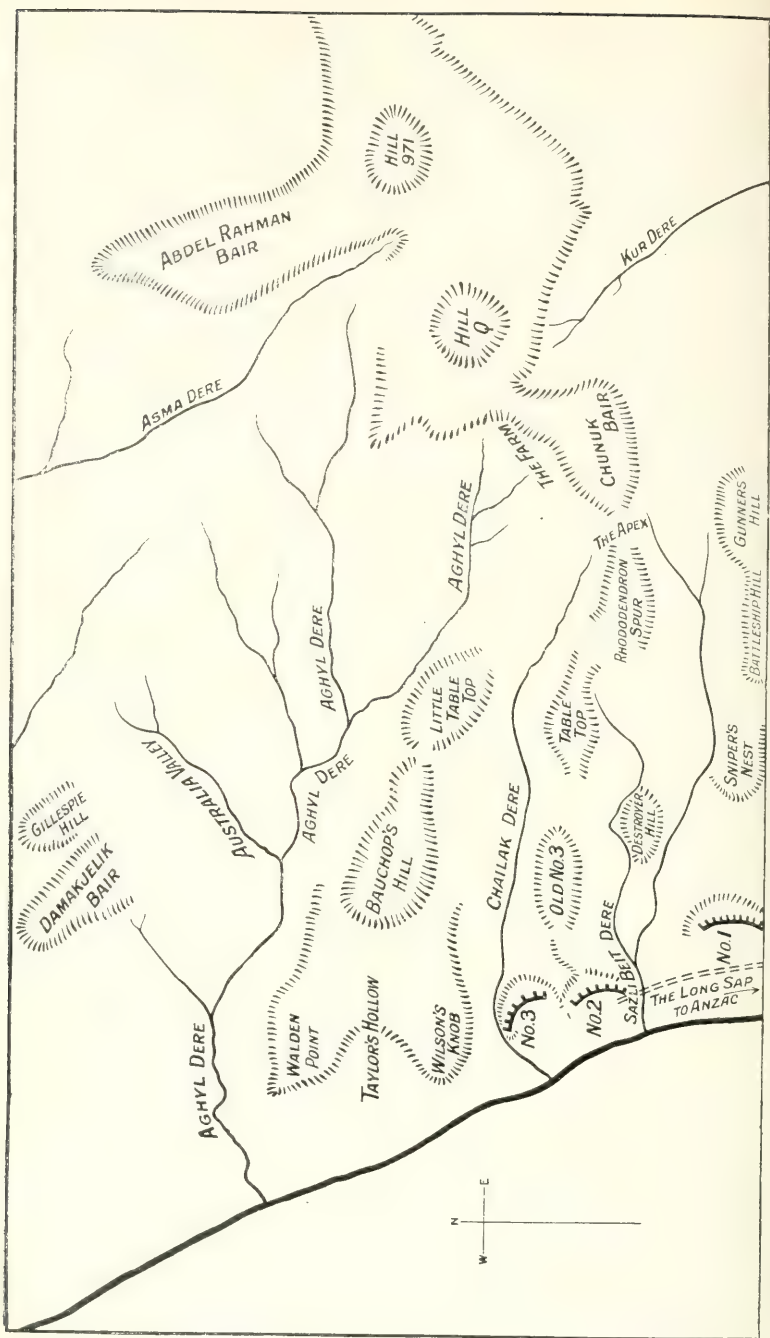 HILL
971
ABDEL RAHMAN
BAIR
KUR DERE
HILL
Q
ASMA DERE
THE FARM
CHUNUK
BAIR
AGHYL DERE
THE APEX
GUNNERS
HILL
RHODODENDRON
SPUR
BATTLESHIP HILL
AGHYL DERE
LITTLE
TABLE
TOP
TABLE
TOP
SNIPER'S
NEST
GILLESPIE
HILL
AUSTRALIA VALLEY
AGHYL DERE
DAMAKJELIK
BAIR
BAUCHOP'S
HILL
CHAILAK DERE
OLD NO.3
DESTROYER
HILL
No.1
SAZLI BEIT DERE
No.2
No.3
THE LONG SAP
TO ANZAC
WALDEN
POINT
TAYLOR'S HOLLOW
WILSON'S
KNOB
AGHYL DERE
N
W
E